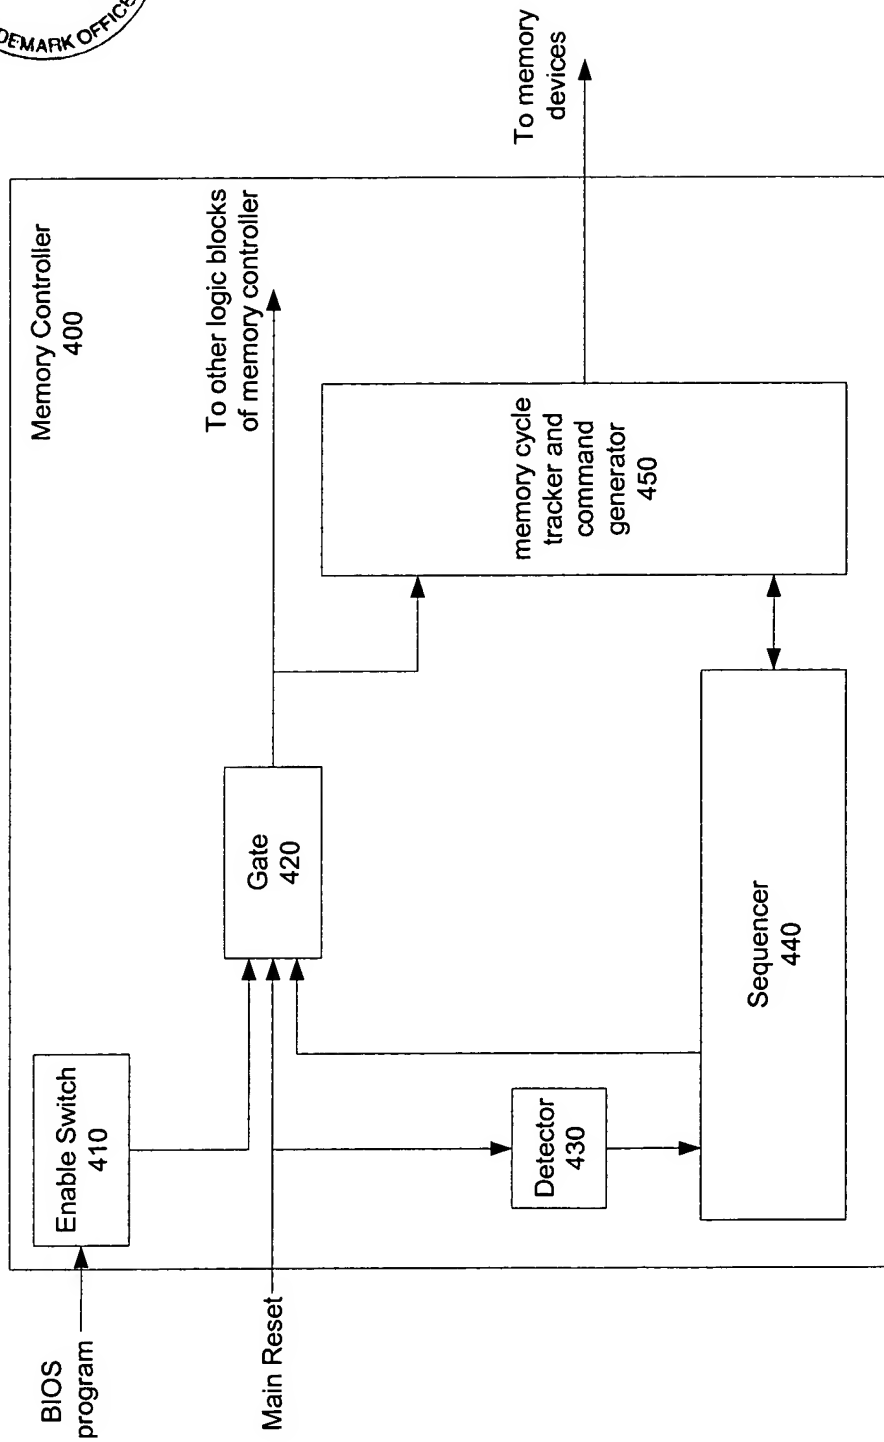 DEMARK OFFICE
Memory Controller
400
BIOS
program
Enable Switch
410
Main Reset
Gate
420
To other logic blocks
of memory controller
Detector
430
Sequencer
440
memory cycle
tracker and
command
generator
450
To memory
devices